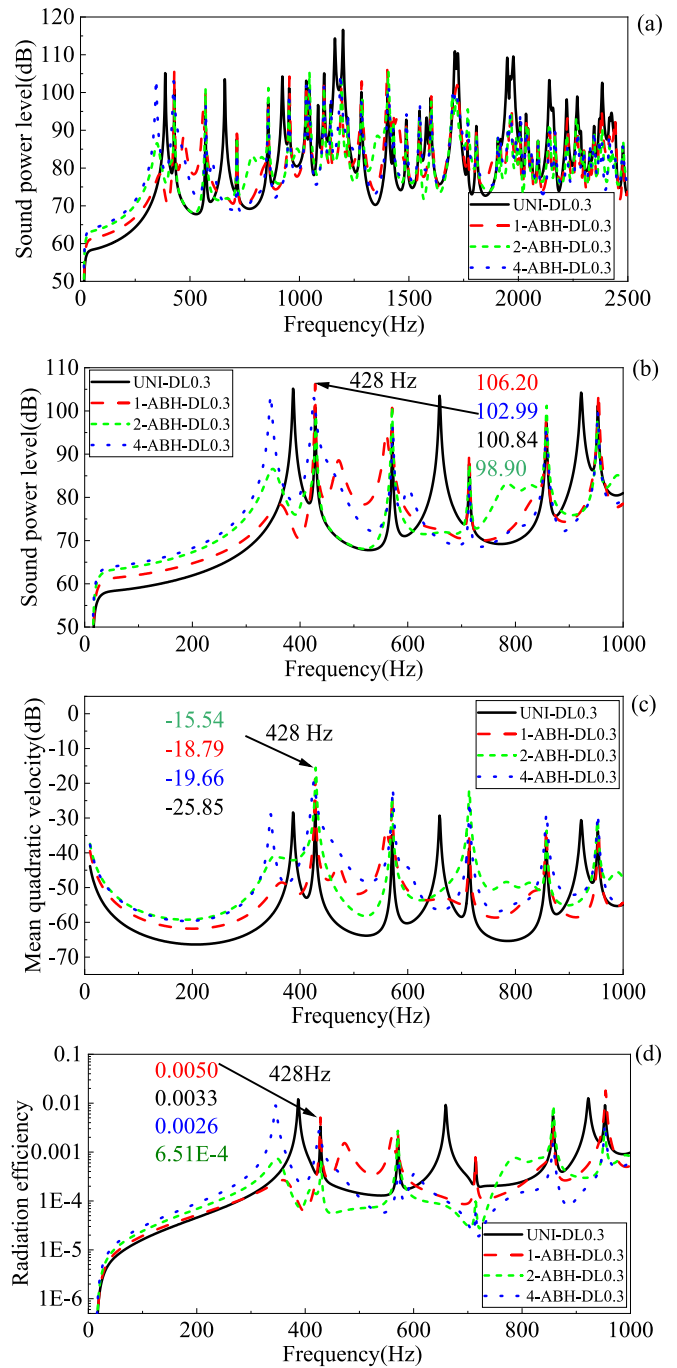 (a)
120
110
100
90
80
70
60
50
Sound power level(dB)
UNI-DL0.3
1-ABH-DL0.3
2-ABH-DL0.3
4-ABH-DL0.3
0 500 1000 1500 2000 2500
Frequency(Hz)
(b)
110
100
90
80
70
60
50
Sound power level(dB)
UNI-DL0.3
1-ABH-DL0.3
2-ABH-DL0.3
4-ABH-DL0.3
428 Hz
106.20
102.99
100.84
98.90
0 200 400 600 800 1000
Frequency(Hz)
(c)
0
-10
-20
-30
-40
-50
-60
-70
Mean quadratic velocity(dB)
-15.54
-18.79
-19.66
-25.85
428 Hz
UNI-DL0.3
1-ABH-DL0.3
2-ABH-DL0.3
4-ABH-DL0.3
0 200 400 600 800 1000
Frequency(Hz)
(d)
0.1
0.01
0.001
1E-4
1E-5
1E-6
Radiation efficiency
0.0050
0.0033
0.0026
6.51E-4
428Hz
UNI-DL0.3
1-ABH-DL0.3
2-ABH-DL0.3
4-ABH-DL0.3
0 200 400 600 800 1000
Frequency(Hz)